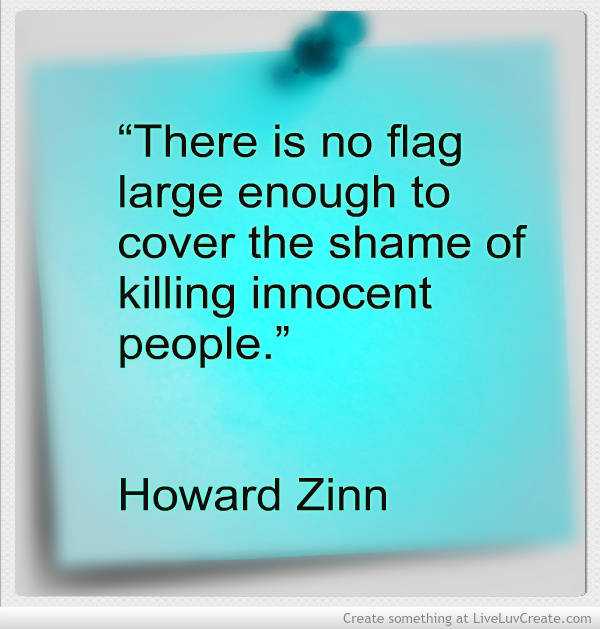 “There is no flag
large enough to
cover the shame of
killing innocent
people.”
Howard Zinn
Create something at LiveLuvCreate.com